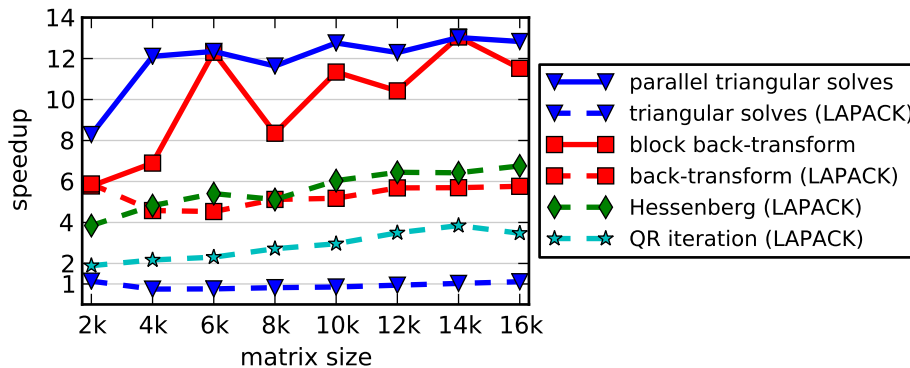 14
12
10
8
6
4
2
1
speedup
2k 4k 6k 8k 10k 12k 14k 16k
matrix size
parallel triangular solves
triangular solves (LAPACK)
block back-transform
back-transform (LAPACK)
Hessenberg (LAPACK)
QR iteration (LAPACK)